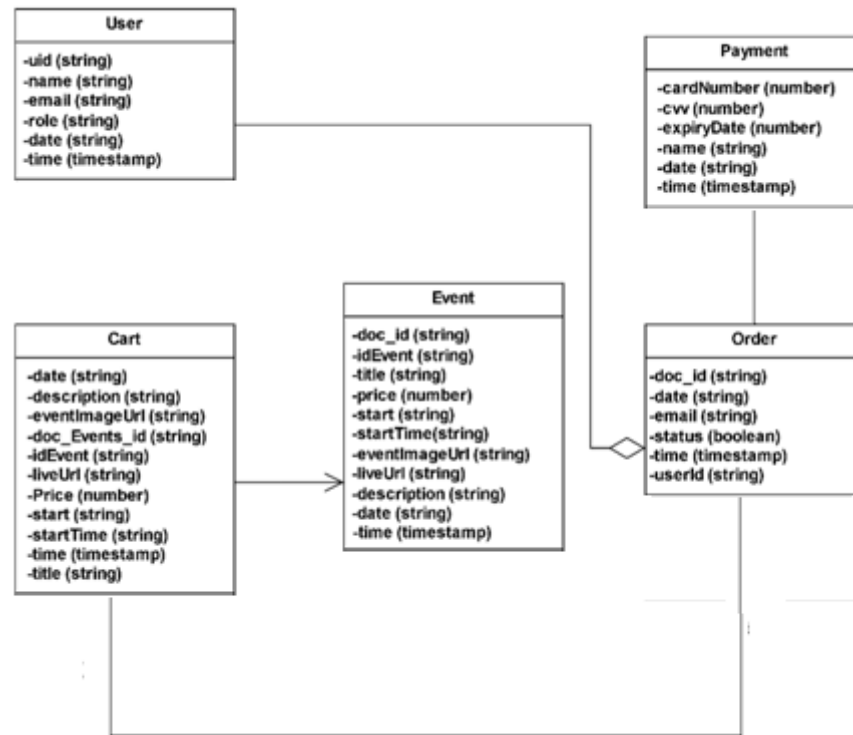 User
-uid (string)
-name (string)
-email (string)
-role (string)
-date (string)
-time (timestamp)
Payment
-cardNumber (number)
-cvv (number)
-expiryDate (number)
-name (string)
-date (string)
-time (timestamp)
Cart
-date (string)
-description (string)
-eventImageUrl (string)
-doc_Events_id (string)
-idEvent (string)
-liveUrl (string)
-Price (number)
-start (string)
-startTime (string)
-time (timestamp)
-title (string)
Event
-doc_id (string)
-idEvent (string)
-title (string)
-price (number)
-start (string)
-startTime(string)
-eventImageUrl (string)
-liveUrl (string)
-description (string)
-date (string)
-time (timestamp)
Order
-doc_id (string)
-date (string)
-email (string)
-status (boolean)
-time (timestamp)
-userId (string)